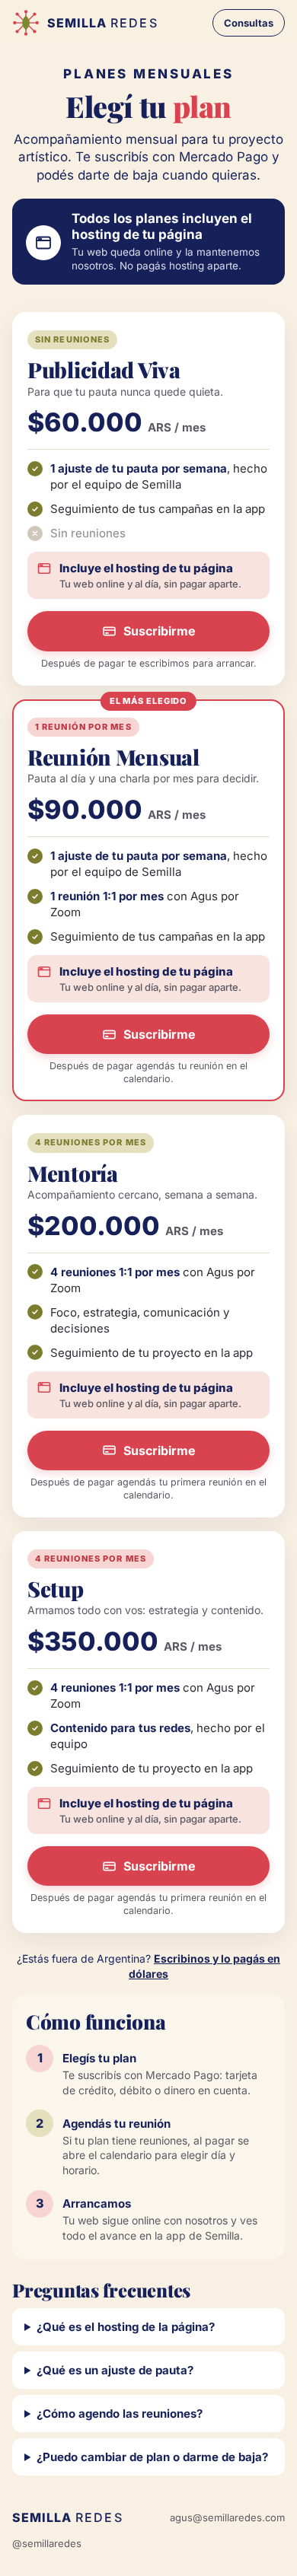 SEMILLA REDES
Consultas
PLANES MENSUALES
Elegí tu plan
Acompañamiento mensual para tu proyecto
artístico. Te suscribís con Mercado Pago y
podés darte de baja cuando quieras.
Todos los planes incluyen el
hosting de tu página
Tu web queda online y la mantenemos
nosotros. No pagás hosting aparte.
SIN REUNIONES
Publicidad Viva
Para que tu pauta nunca quede quieta.
$60.000 ARS / mes
1 ajuste de tu pauta por semana, hecho
por el equipo de Semilla
Seguimiento de tus campañas en la app
Sin reuniones
Incluye el hosting de tu página
Tu web online y al día, sin pagar aparte.
Suscribirme
Después de pagar te escribimos para arrancar.
EL MÁS ELEGIDO
1 REUNIÓN POR MES
Reunión Mensual
Pauta al día y una charla por mes para decidir.
$90.000 ARS / mes
1 ajuste de tu pauta por semana, hecho
por el equipo de Semilla
1 reunión 1:1 por mes con Agus por
Zoom
Seguimiento de tus campañas en la app
Incluye el hosting de tu página
Tu web online y al día, sin pagar aparte.
Suscribirme
Después de pagar agendás tu reunión en el
calendario.
4 REUNIONES POR MES
Mentoría
Acompañamiento cercano, semana a semana.
$200.000 ARS / mes
4 reuniones 1:1 por mes con Agus por
Zoom
Foco, estrategia, comunicación y
decisiones
Seguimiento de tu proyecto en la app
Incluye el hosting de tu página
Tu web online y al día, sin pagar aparte.
Suscribirme
Después de pagar agendás tu primera reunión en el
calendario.
4 REUNIONES POR MES
Setup
Armamos todo con vos: estrategia y contenido.
$350.000 ARS / mes
4 reuniones 1:1 por mes con Agus por
Zoom
Contenido para tus redes, hecho por el
equipo
Seguimiento de tu proyecto en la app
Incluye el hosting de tu página
Tu web online y al día, sin pagar aparte.
Suscribirme
Después de pagar agendás tu primera reunión en el
calendario.
¿Estás fuera de Argentina? Escribinos y lo pagás en
dólares
Cómo funciona
1
Elegís tu plan
Te suscribís con Mercado Pago: tarjeta
de crédito, débito o dinero en cuenta.
2
Agendás tu reunión
Si tu plan tiene reuniones, al pagar se
abre el calendario para elegir día y
horario.
3
Arrancamos
Tu web sigue online con nosotros y ves
todo el avance en la app de Semilla.
Preguntas frecuentes
¿Qué es el hosting de la página?
¿Qué es un ajuste de pauta?
¿Cómo agendo las reuniones?
¿Puedo cambiar de plan o darme de baja?
SEMILLA REDES
agus@semillaredes.com
@semillaredes